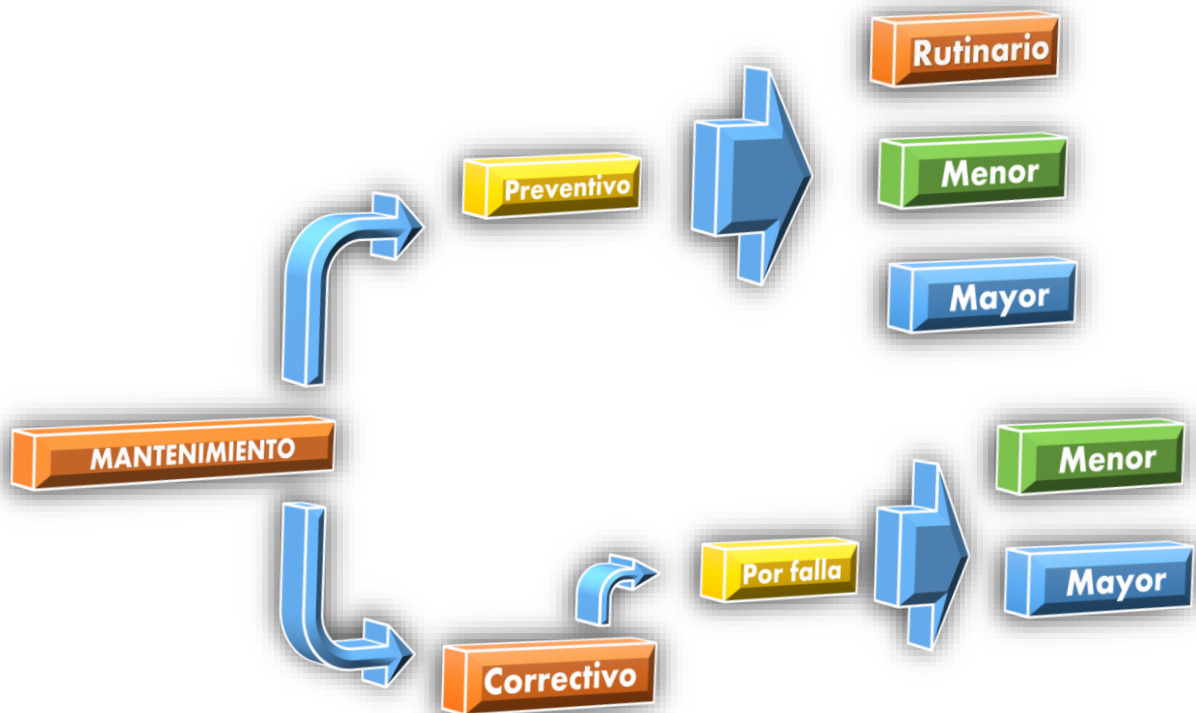 MANTENIMIENTO
Preventivo
Rutinario
Menor
Mayor
Correctivo
Por falla
Menor
Mayor